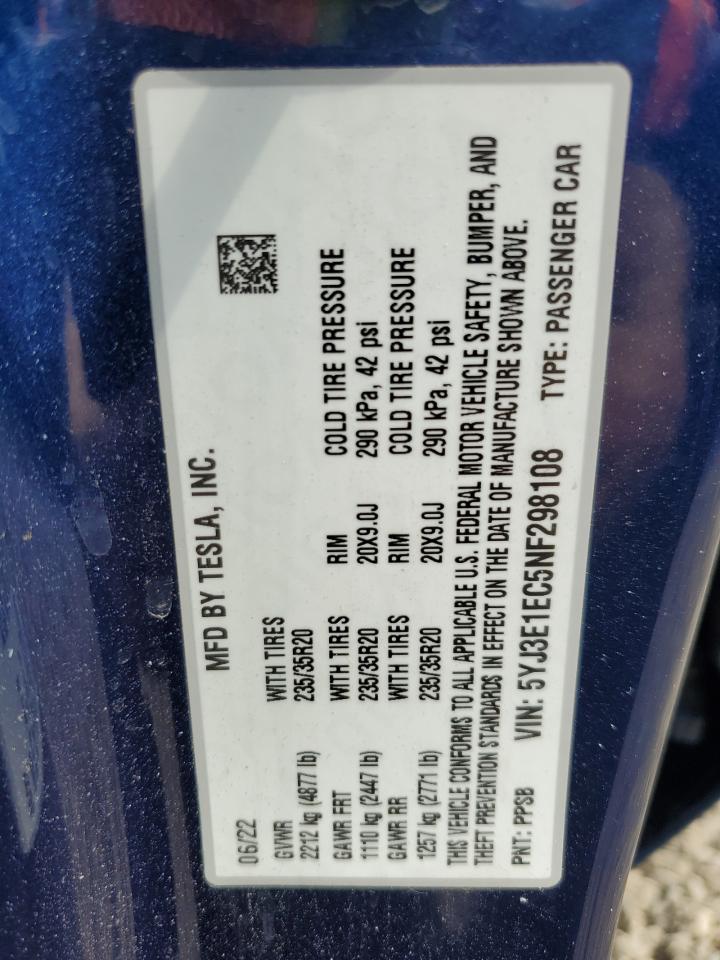 MFD BY TESLA, INC.
06/22
GVWR WITH TIRES
2212 kg (4877 lb) 235/35R20
GAWR FRT WITH TIRES RIM COLD TIRE PRESSURE
1110 kg (2447 lb) 235/35R20 20X9.0J 290 kPa, 42 psi
GAWR RR WITH TIRES RIM COLD TIRE PRESSURE
1257 kg (2771 lb) 235/35R20 20X9.0J 290 kPa, 42 psi
THIS VEHICLE CONFORMS TO ALL APPLICABLE U.S. FEDERAL MOTOR VEHICLE SAFETY, BUMPER, AND
THEFT PREVENTION STANDARDS IN EFFECT ON THE DATE OF MANUFACTURE SHOWN ABOVE.
PNT: PPSB VIN: 5YJ3E1EC5NF298108 TYPE: PASSENGER CAR